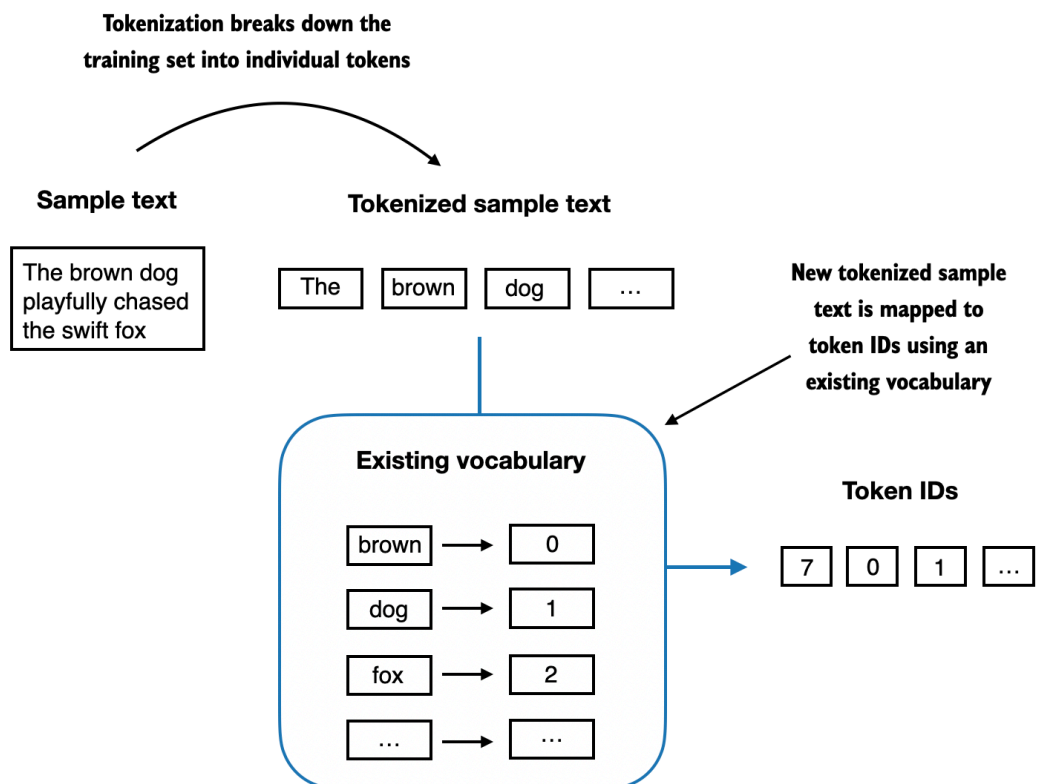 Tokenization breaks down the
training set into individual tokens
Sample text
Tokenized sample text
The brown dog
playfully chased
the swift fox
The brown dog ...
New tokenized sample
text is mapped to
token IDs using an
existing vocabulary
Existing vocabulary
brown 0
dog 1
fox 2
... ...
Token IDs
7 0 1 ...